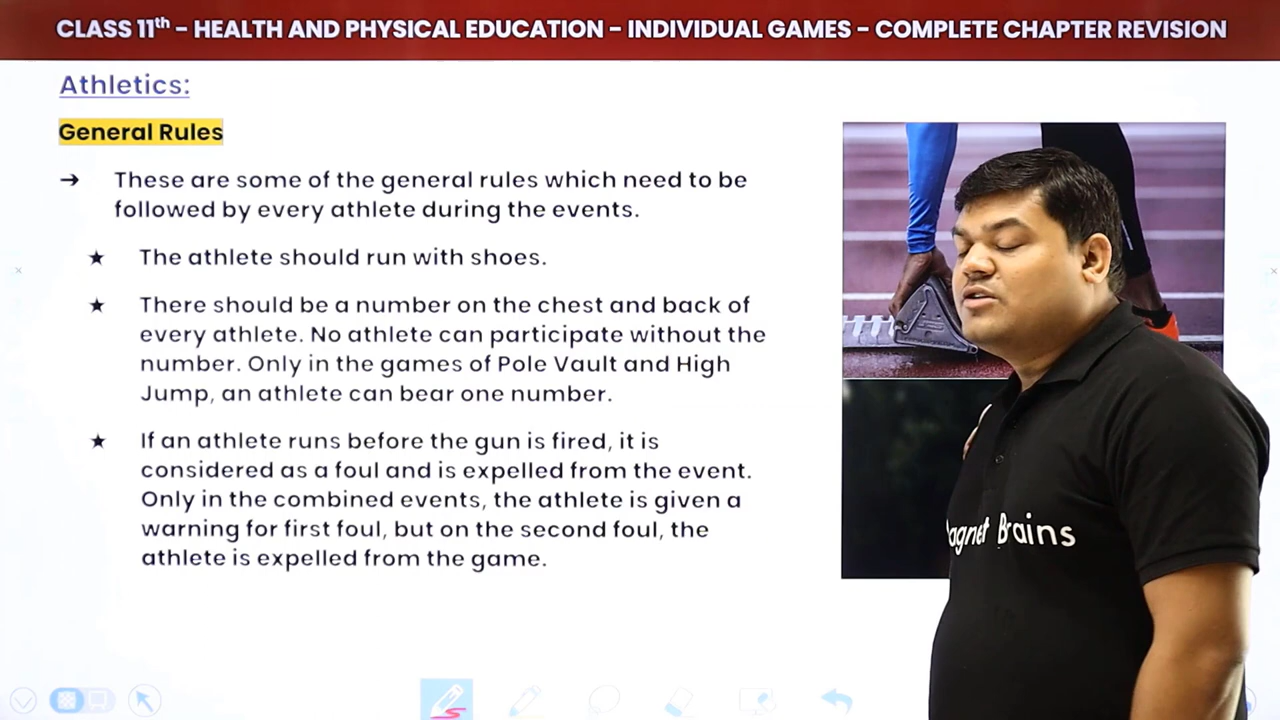 CLASS 11th – HEALTH AND PHYSICAL EDUCATION – INDIVIDUAL GAMES – COMPLETE CHAPTER REVISION
Athletics:
General Rules
➔ These are some of the general rules which need to be
followed by every athlete during the events.
★ The athlete should run with shoes.
★ There should be a number on the chest and back of
every athlete. No athlete can participate without the
number. Only in the games of Pole Vault and High
Jump, an athlete can bear one number.
★ If an athlete runs before the gun is fired, it is
considered as a foul and is expelled from the event.
Only in the combined events, the athlete is given a
warning for first foul, but on the second foul, the
athlete is expelled from the game.
agnet Brains